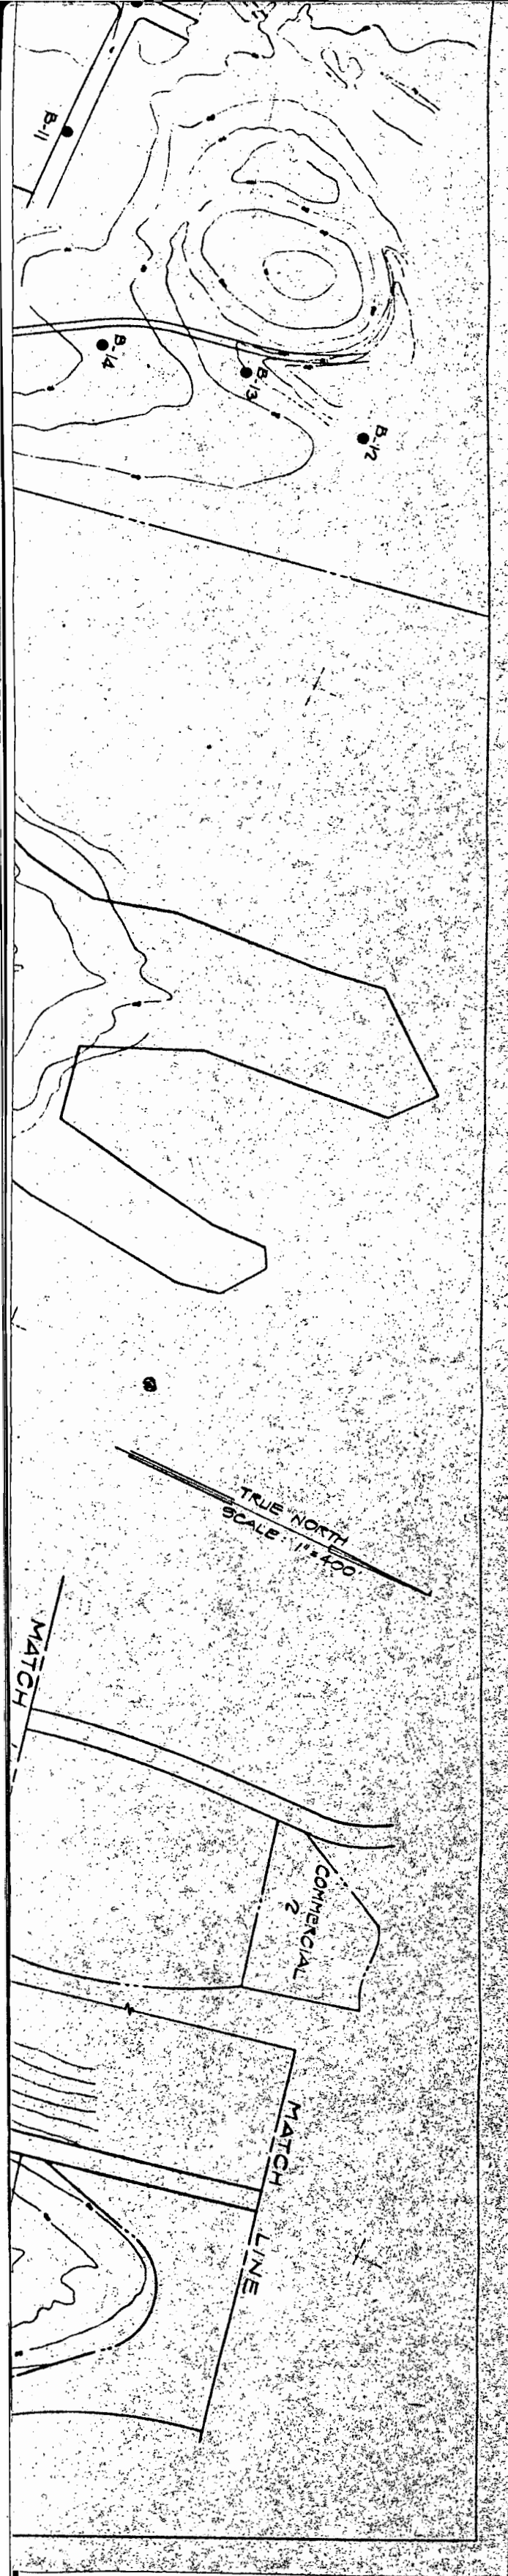 B-11
B-14
B-13
B-12
TRUE NORTH
SCALE 1"=400
MATCH
COMMERCIAL
2
MATCH LINE